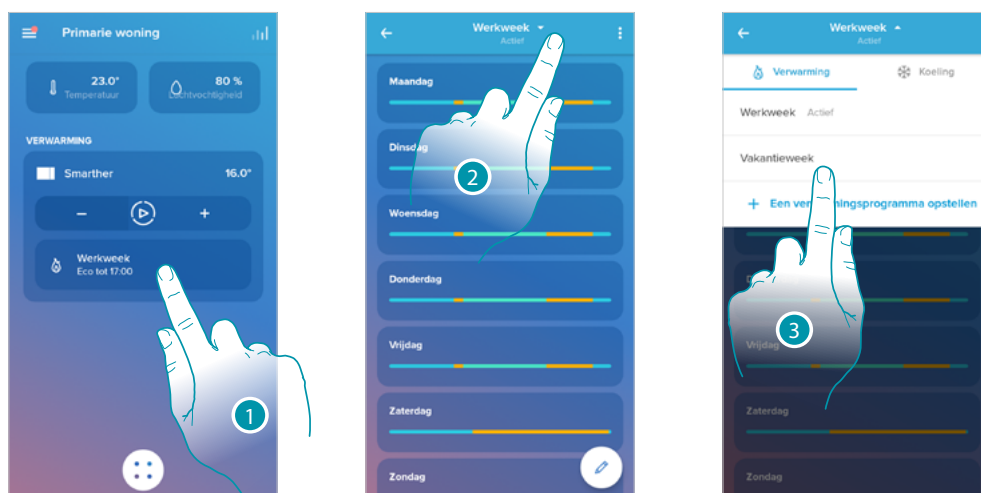 Primarie woning
23.0°
Temperatuur
80 %
Luchtvochtigheid
VERWARMING
Smarther
16.0°
Werkweek
Eco tot 17:00
1
Werkweek
Actief
Maandag
Dinsdag
Woensdag
Donderdag
Vrijdag
Zaterdag
Zondag
2
Werkweek
Actief
Verwarming
Koeling
Werkweek Actief
Vakantieweek
+ Een verwarmingsprogramma opstellen
Vrijdag
Zaterdag
Zondag
3